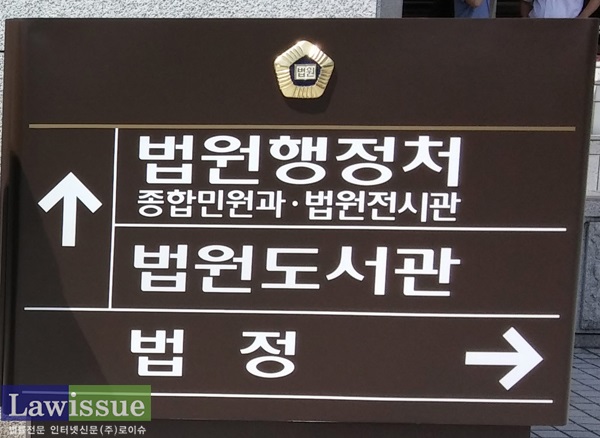 법원
법원행정처
종합민원과·법원전시관
법원도서관
법 정
Lawissue
법률전문 인터넷신문(주)로이슈